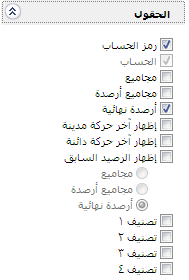 الحقول
رمز الحساب
الحساب
مجاميع
مجاميع أرصدة
أرصدة نهائية
إظهار آخر حركة مدينة
إظهار آخر حركة دائنة
إظهار الرصيد السابق
مجاميع
مجاميع أرصدة
أرصدة نهائية
تصنيف ١
تصنيف ٢
تصنيف ٣
تصنيف ٤